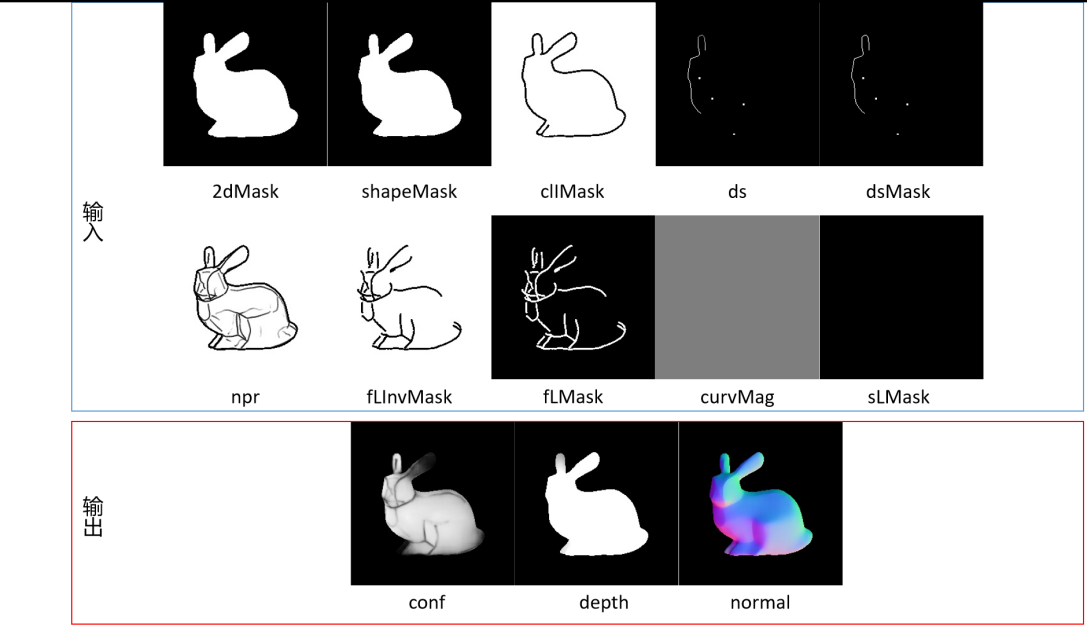 输入
2dMask
shapeMask
clIMask
ds
dsMask
npr
fLInvMask
fLMask
curvMag
sLMask
输出
conf
depth
normal